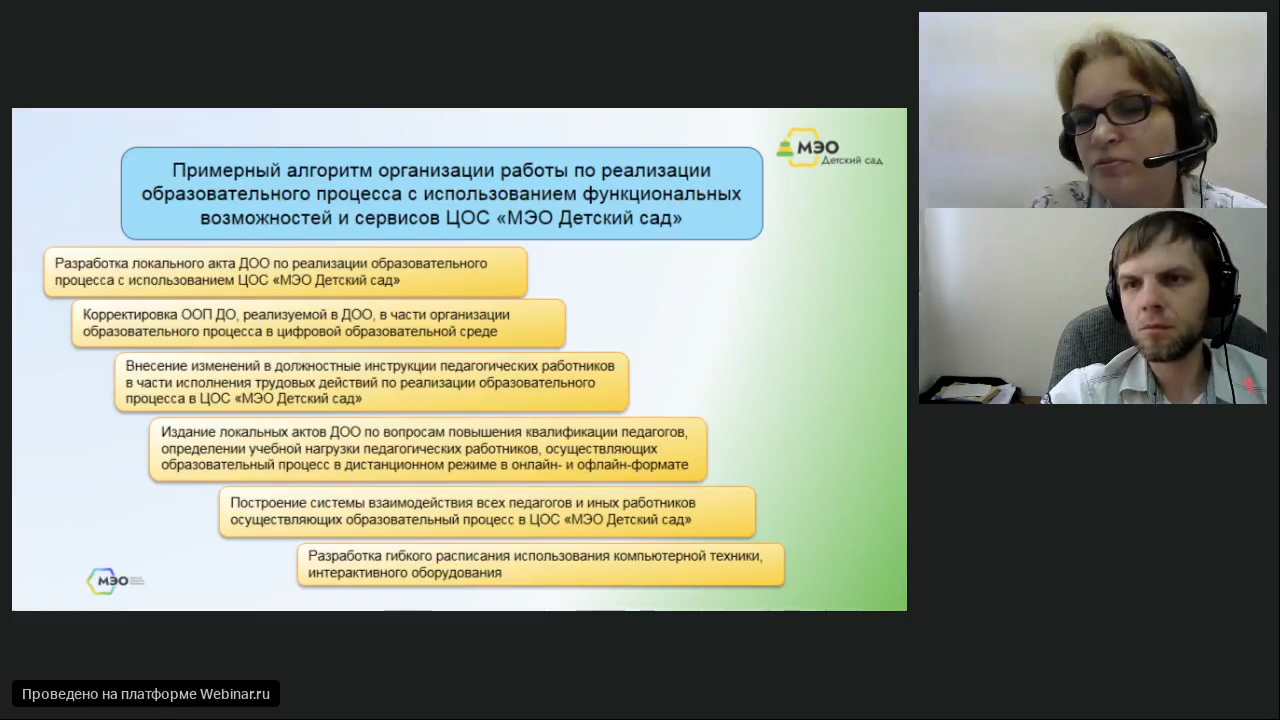 МЭО
Детский сад
Примерный алгоритм организации работы по реализации
образовательного процесса с использованием функциональных
возможностей и сервисов ЦОС «МЭО Детский сад»
Разработка локального акта ДОО по реализации образовательного
процесса с использованием ЦОС «МЭО Детский сад»
Корректировка ООП ДО, реализуемой в ДОО, в части организации
образовательного процесса в цифровой образовательной среде
Внесение изменений в должностные инструкции педагогических работников
в части исполнения трудовых действий по реализации образовательного
процесса в ЦОС «МЭО Детский сад»
Издание локальных актов ДОО по вопросам повышения квалификации педагогов,
определении учебной нагрузки педагогических работников, осуществляющих
образовательный процесс в дистанционном режиме в онлайн- и офлайн-формате
Построение системы взаимодействия всех педагогов и иных работников
осуществляющих образовательный процесс в ЦОС «МЭО Детский сад»
Разработка гибкого расписания использования компьютерной техники,
интерактивного оборудования
МЭО
Проведено на платформе Webinar.ru